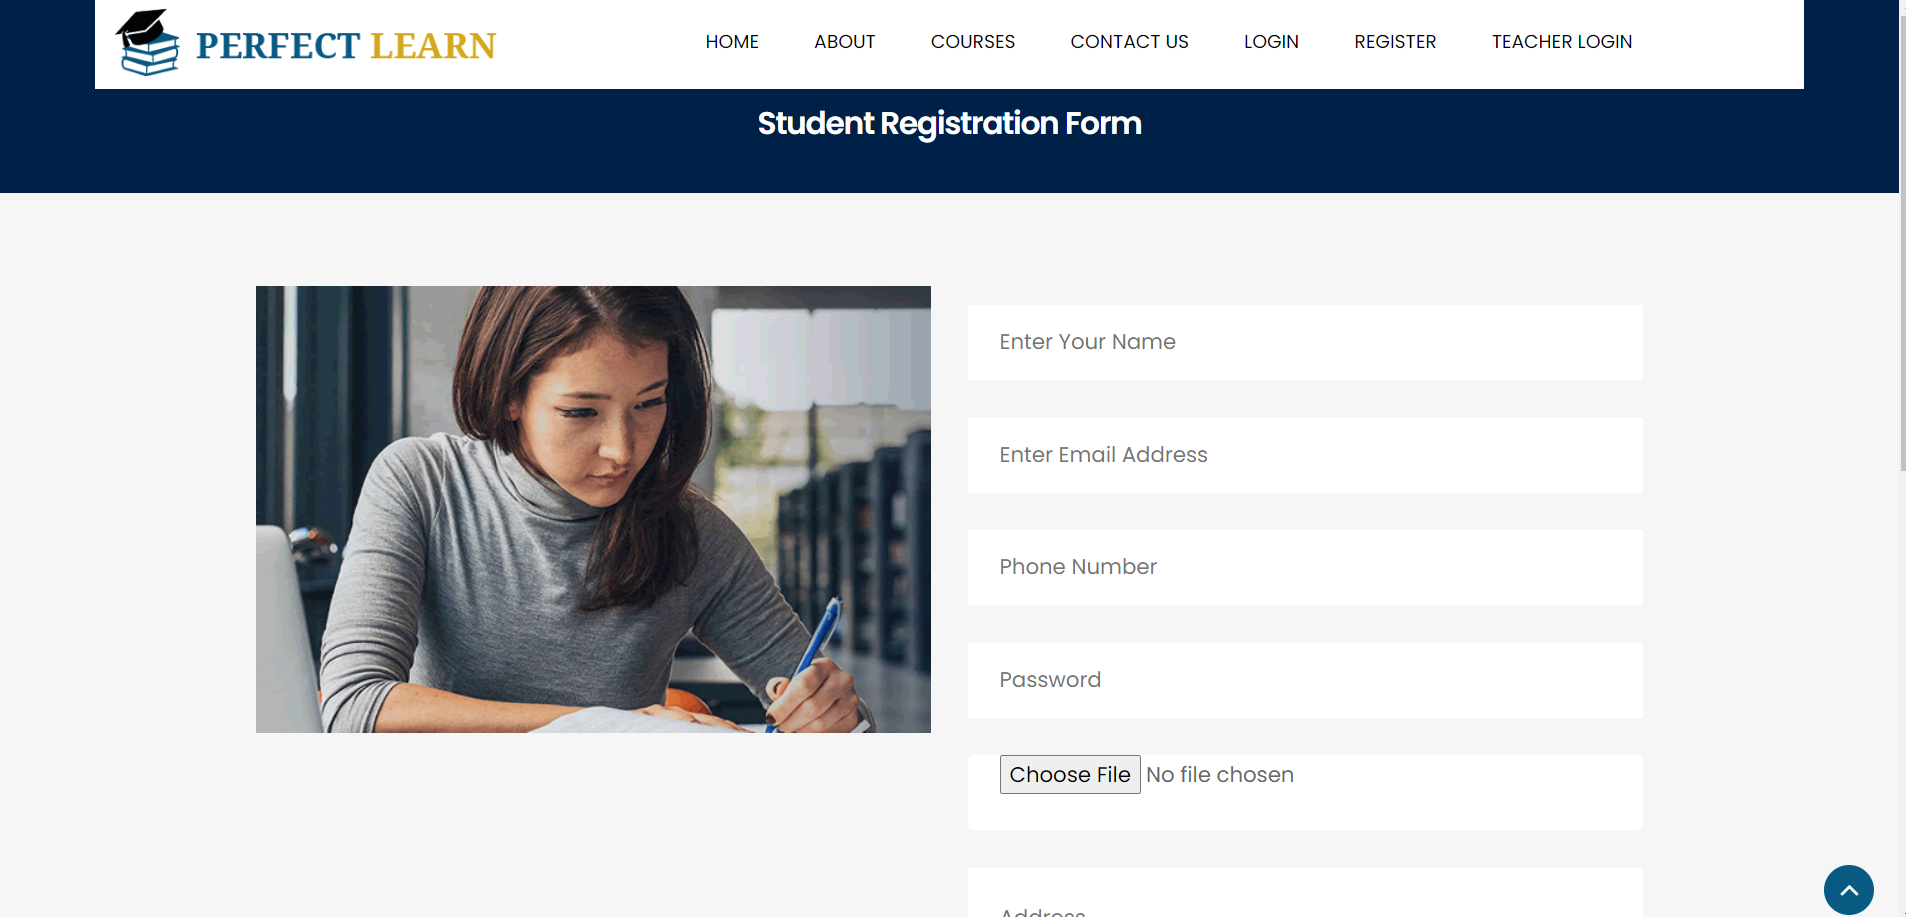 PERFECT LEARN
HOME ABOUT COURSES CONTACT US LOGIN REGISTER TEACHER LOGIN
Student Registration Form
Enter Your Name
Enter Email Address
Phone Number
Password
Choose File No file chosen
Address